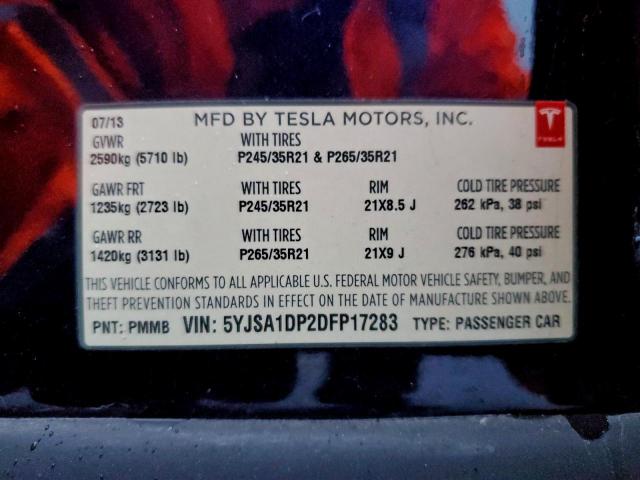 07/13 MFD BY TESLA MOTORS, INC.
TESLA
GVWR WITH TIRES
2590kg (5710 lb) P245/35R21 & P265/35R21
GAWR FRT WITH TIRES RIM COLD TIRE PRESSURE
1235kg (2723 lb) P245/35R21 21X8.5 J 262 kPa, 38 psi
GAWR RR WITH TIRES RIM COLD TIRE PRESSURE
1420kg (3131 lb) P265/35R21 21X9 J 276 kPa, 40 psi
THIS VEHICLE CONFORMS TO ALL APPLICABLE U.S. FEDERAL MOTOR VEHICLE SAFETY, BUMPER, AND
THEFT PREVENTION STANDARDS IN EFFECT ON THE DATE OF MANUFACTURE SHOWN ABOVE.
PNT: PMMB VIN: 5YJSA1DP2DFP17283 TYPE: PASSENGER CAR